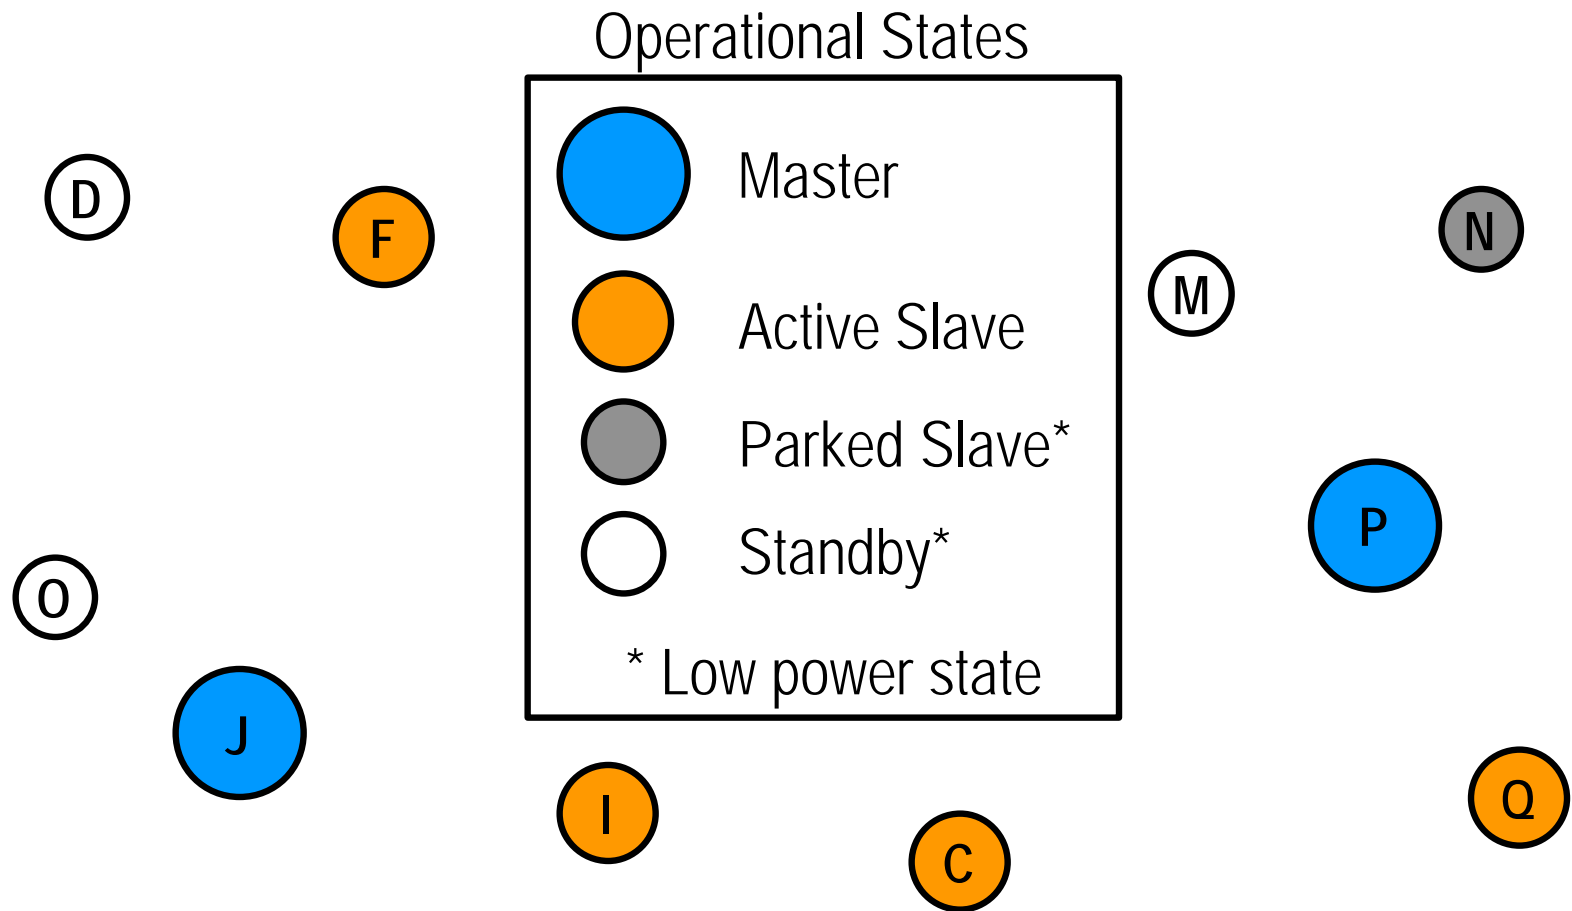 Operational States
Master
Active Slave
Parked Slave*
Standby*
* Low power state
D
F
O
J
I
C
M
N
P
Q